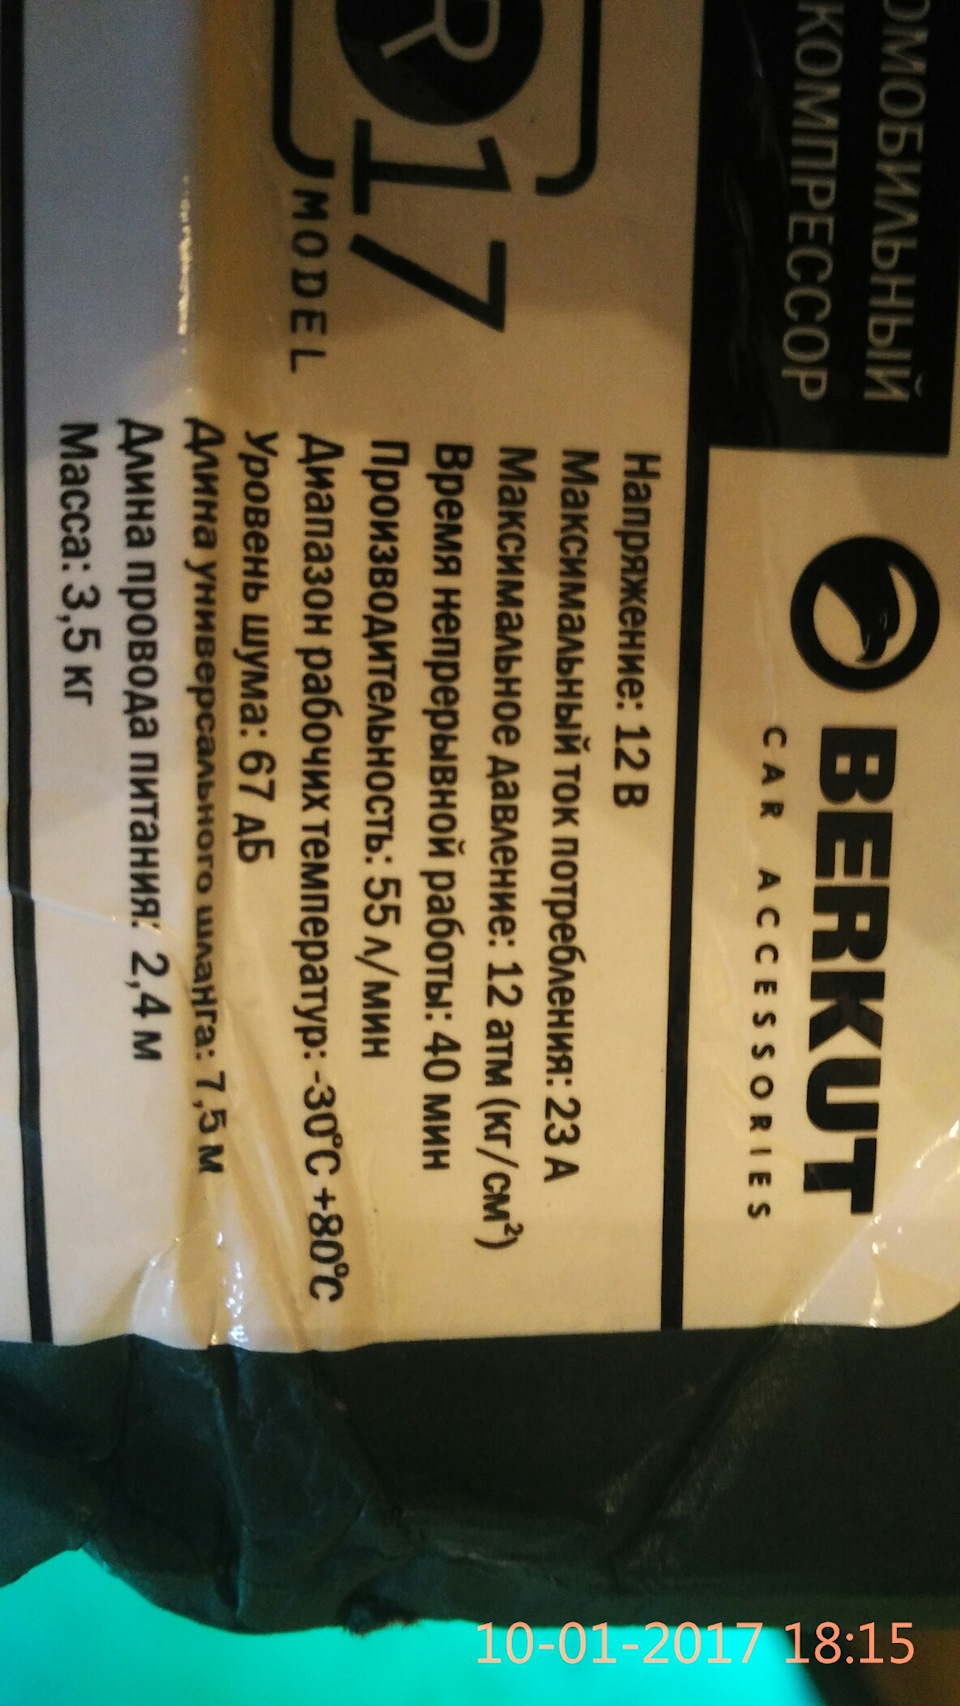 КОМПРЕССОР
BERKUT
CAR ACCESSORIES
R17
MODEL
Напряжение: 12 В
Максимальный ток потребления: 23 А
Максимальное давление: 12 атм (кг/см²)
Время непрерывной работы: 40 мин
Производительность: 55 л/мин
Диапазон рабочих температур: -30°С +80°С
Уровень шума: 67 дБ
Длина универсального шланга: 7,5 м
Длина провода питания: 2,4 м
Масса: 3,5 кг
10-01-2017 18:15